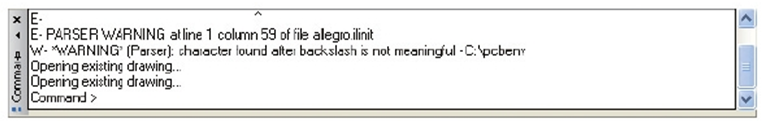 E-
^
E- PARSER WARNING at line 1 column 59 of file allegro.ilinit
W- *WARNING* (Parser): character found after backslash is not meaningful -C:\pcbenv
Opening existing drawing...
Opening existing drawing...
Command >
Command